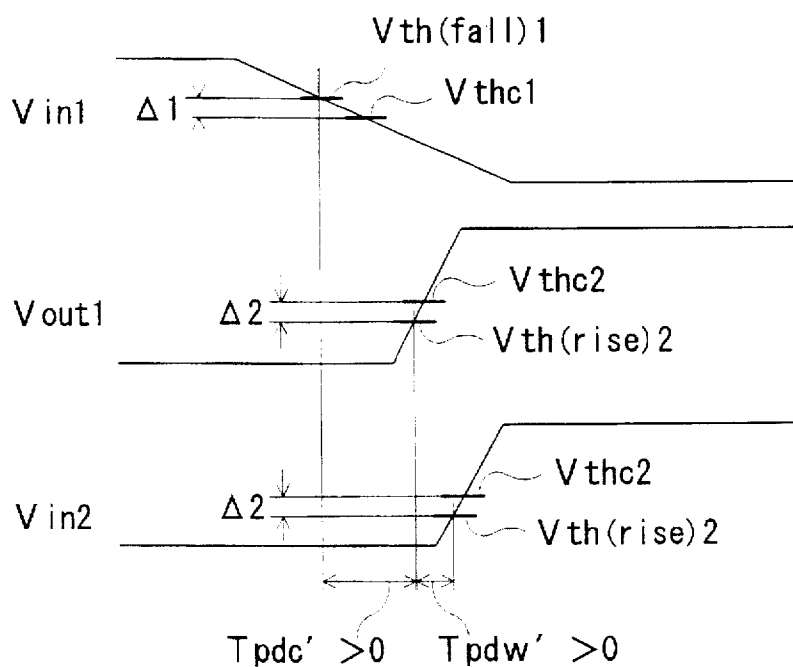 Vth(fall)1
Vthc1
Vin1
Δ1
Vthc2
Vout1
Δ2
Vth(rise)2
Vthc2
Vin2
Δ2
Vth(rise)2
Tpdc' >0 Tpdw' >0